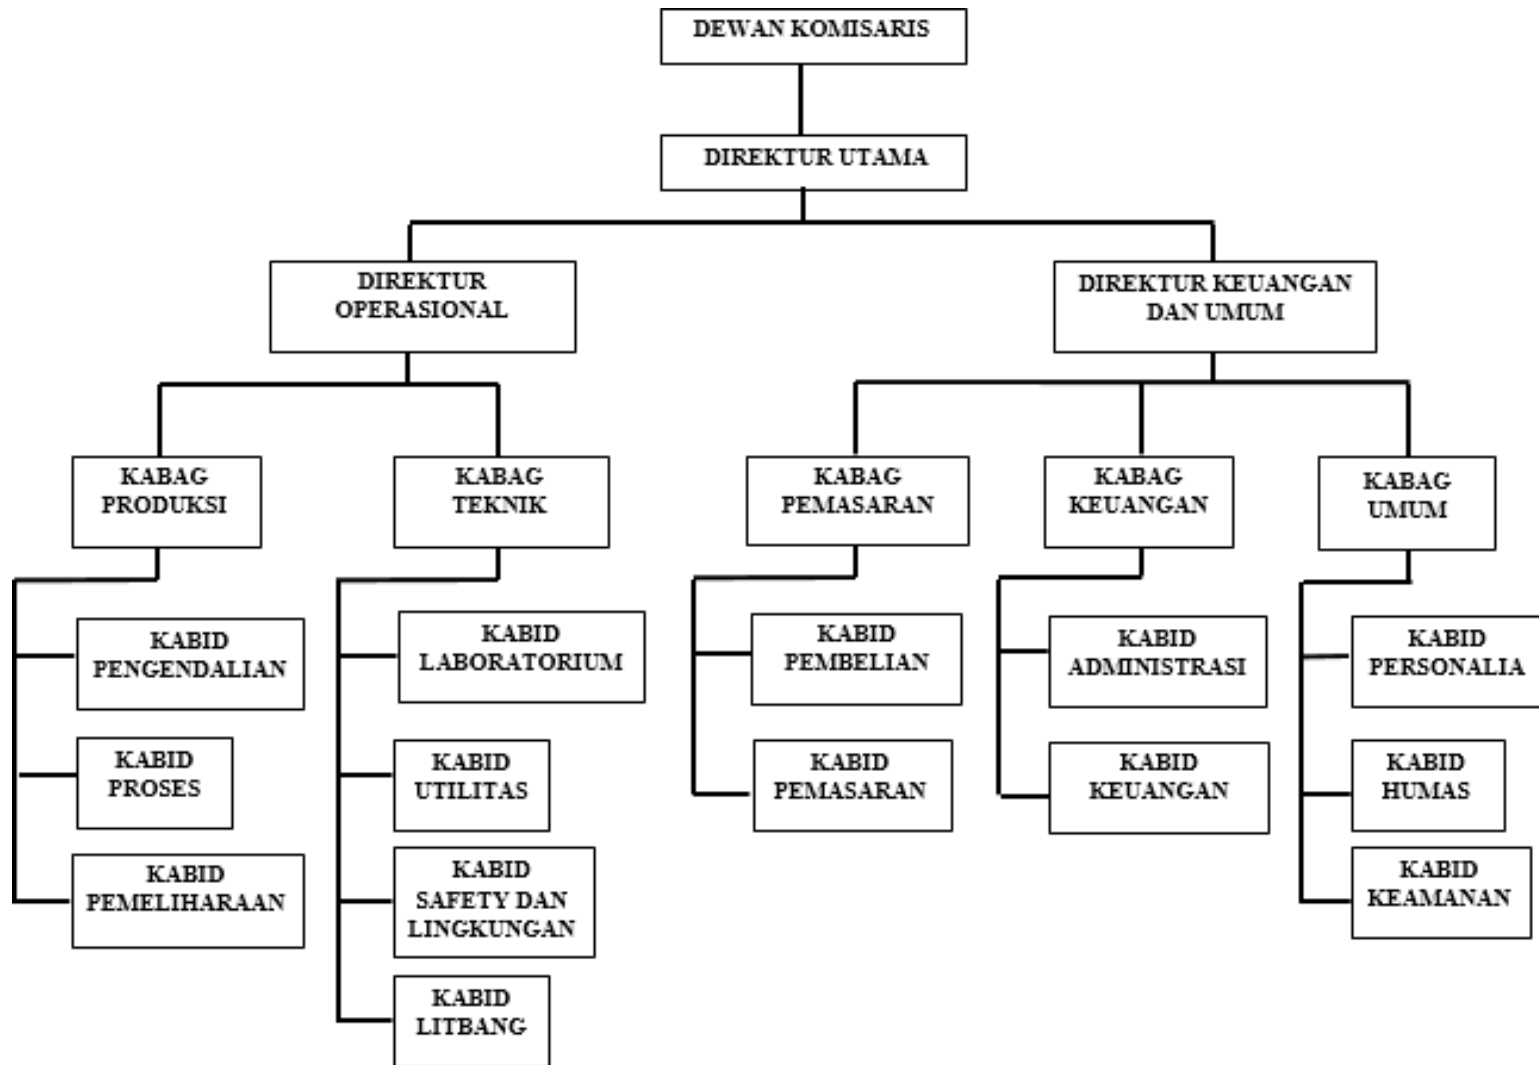 DEWAN KOMISARIS
DIREKTUR UTAMA
DIREKTUR
OPERASIONAL
DIREKTUR KEUANGAN
DAN UMUM
KABAG
PRODUKSI
KABAG
TEKNIK
KABAG
PEMASARAN
KABAG
KEUANGAN
KABAG
UMUM
KABID
PENGENDALIAN
KABID
PROSES
KABID
PEMELIHARAAN
KABID
LABORATORIUM
KABID
UTILITAS
KABID
SAFETY DAN
LINGKUNGAN
KABID
LITBANG
KABID
PEMBELIAN
KABID
PEMASARAN
KABID
ADMINISTRASI
KABID
KEUANGAN
KABID
PERSONALIA
KABID
HUMAS
KABID
KEAMANAN